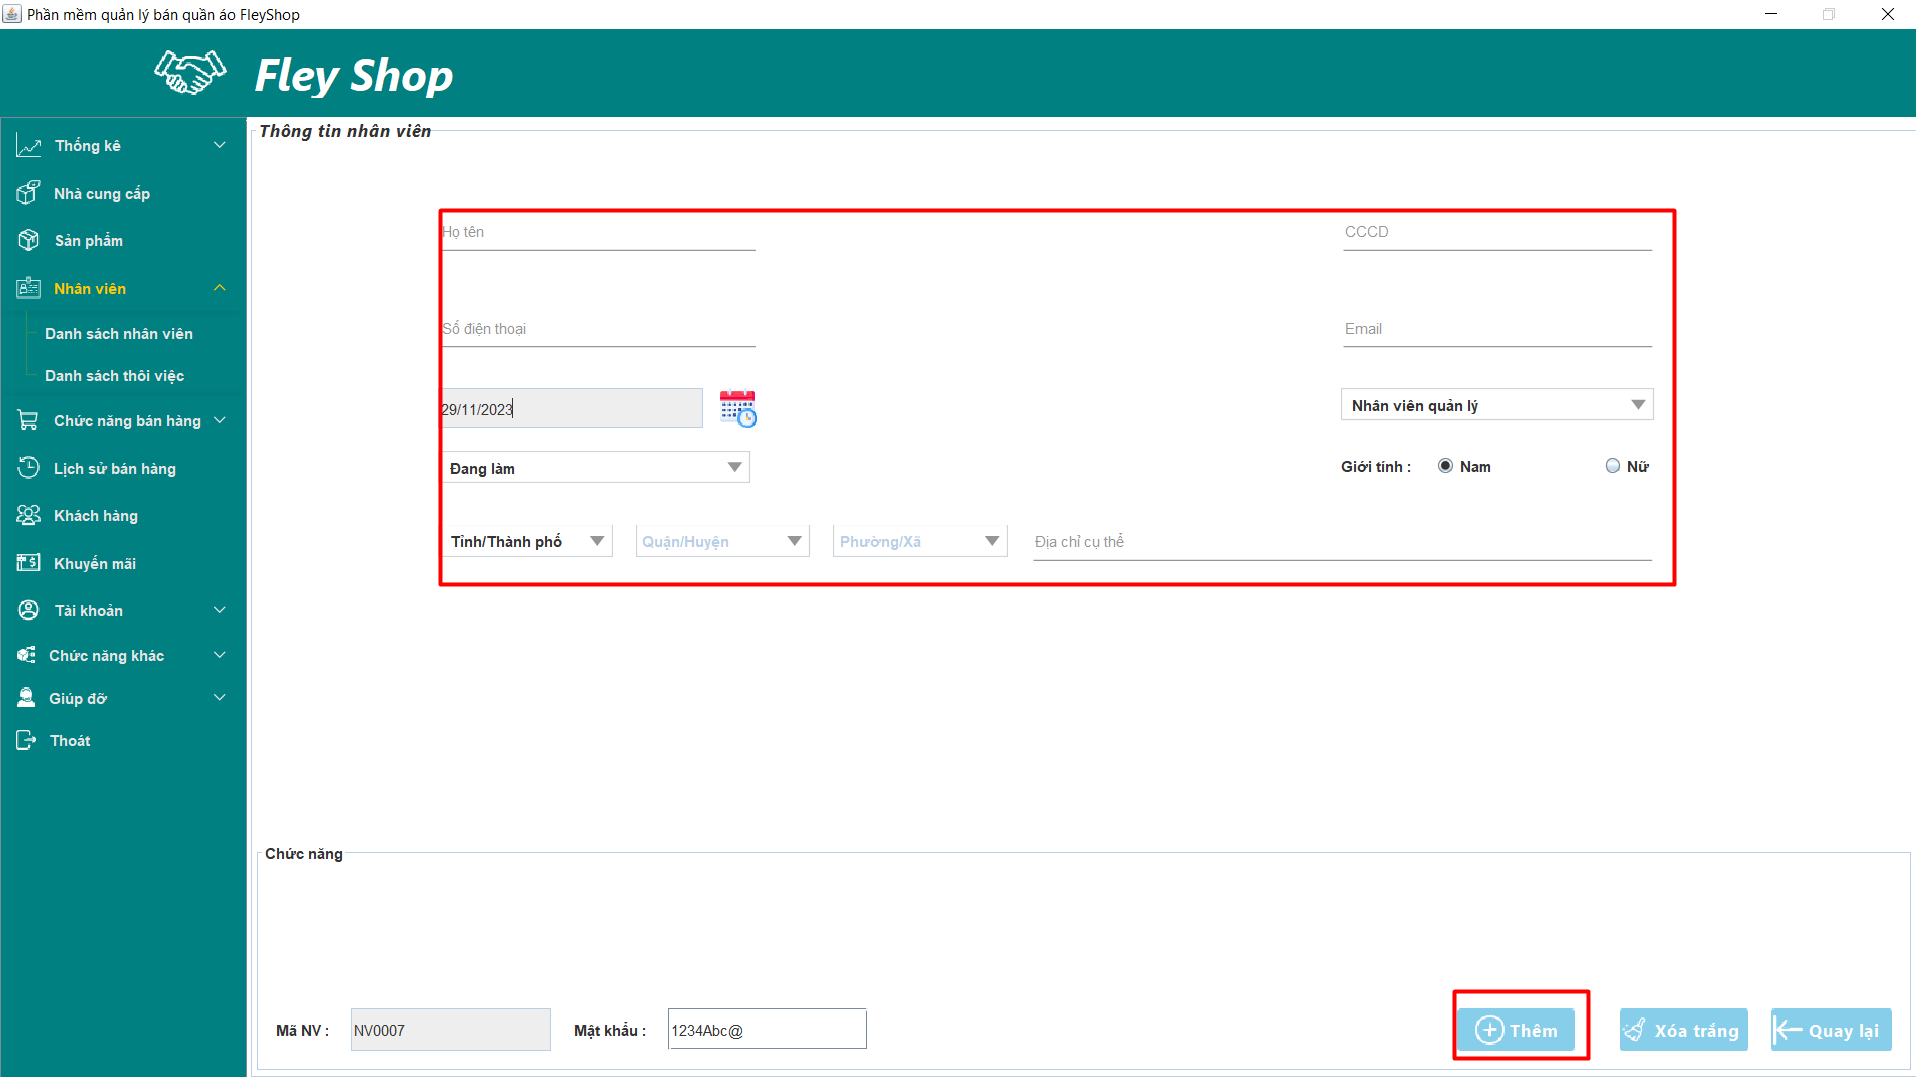 Phần mềm quản lý bán quần áo FleyShop
Fley Shop
Thống kê
Nhà cung cấp
Sản phẩm
Nhân viên
Danh sách nhân viên
Danh sách thôi việc
Chức năng bán hàng
Lịch sử bán hàng
Khách hàng
Khuyến mãi
Tài khoản
Chức năng khác
Giúp đỡ
Thoát
Thông tin nhân viên
Họ tên
CCCD
Số điện thoại
Email
29/11/2023
Nhân viên quản lý
Đang làm
Giới tính : Nam Nữ
Tỉnh/Thành phố Quận/Huyện Phường/Xã Địa chỉ cụ thể
Chức năng
Mã NV : NV0007 Mật khẩu : 1234Abc@ Thêm Xóa trắng Quay lại